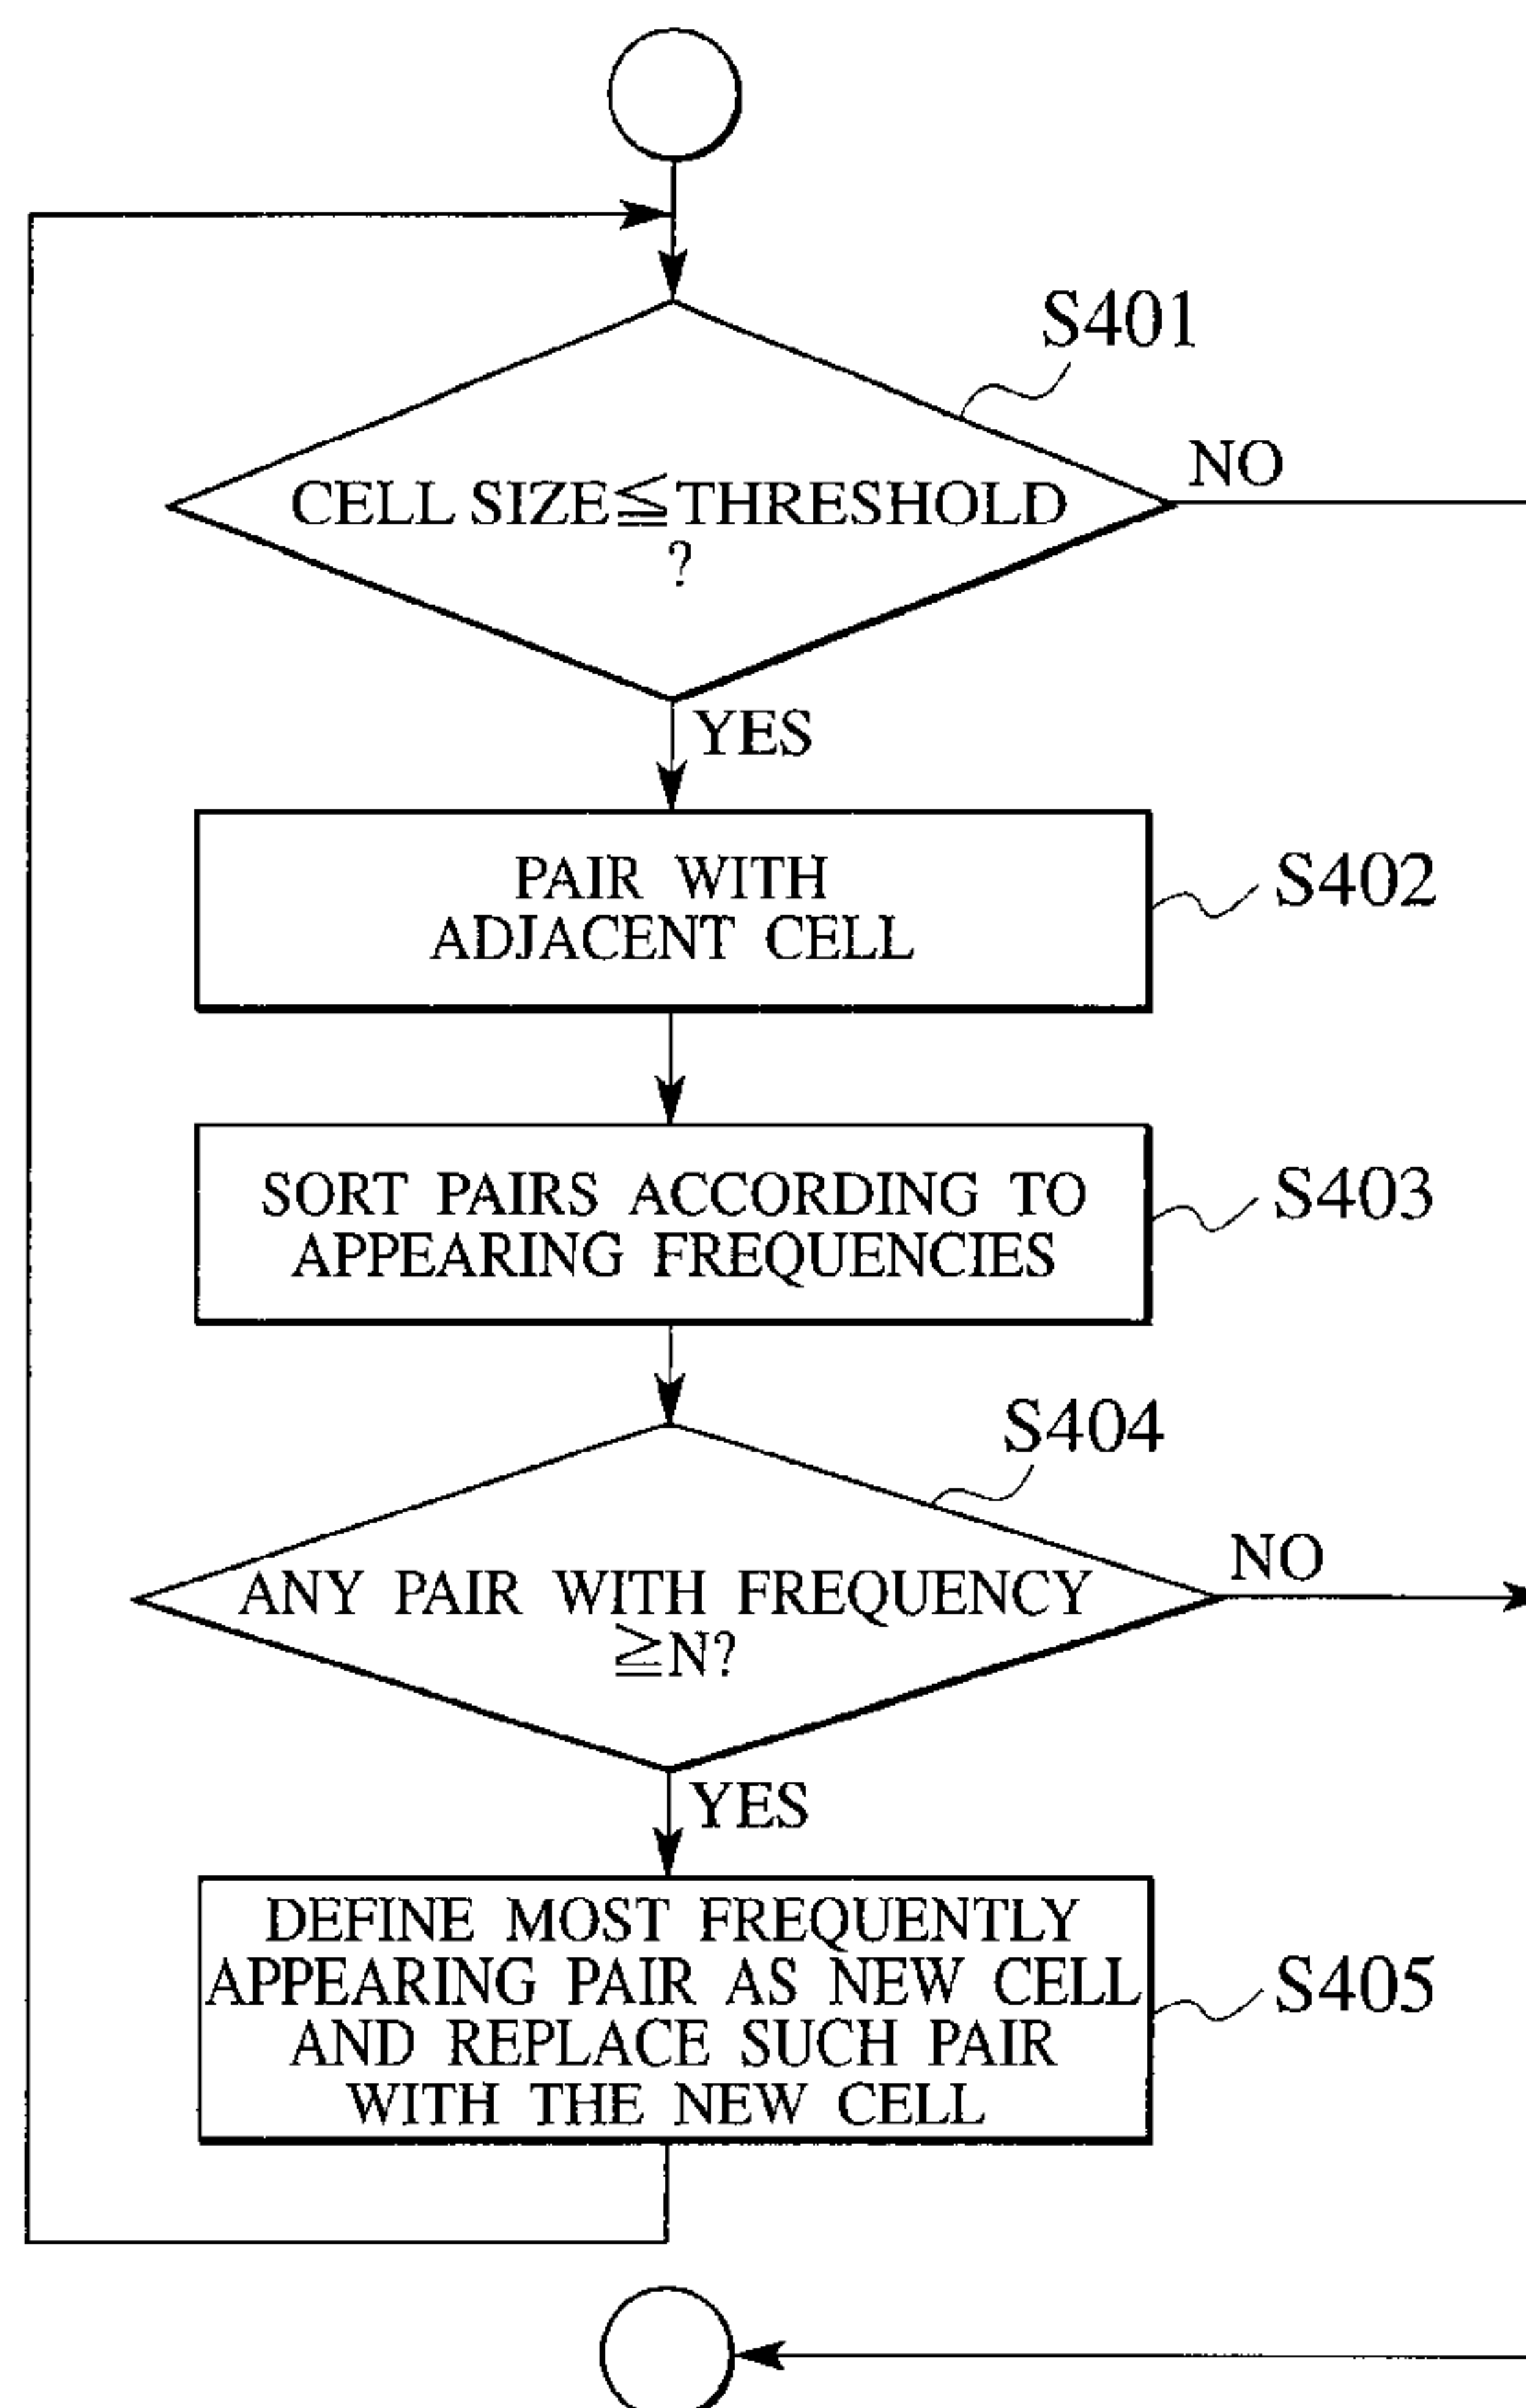 S401
CELL SIZE≦THRESHOLD
?
NO
YES
PAIR WITH
ADJACENT CELL
S402
SORT PAIRS ACCORDING TO
APPEARING FREQUENCIES
S403
S404
ANY PAIR WITH FREQUENCY
≧N?
NO
YES
DEFINE MOST FREQUENTLY
APPEARING PAIR AS NEW CELL
AND REPLACE SUCH PAIR
WITH THE NEW CELL
S405